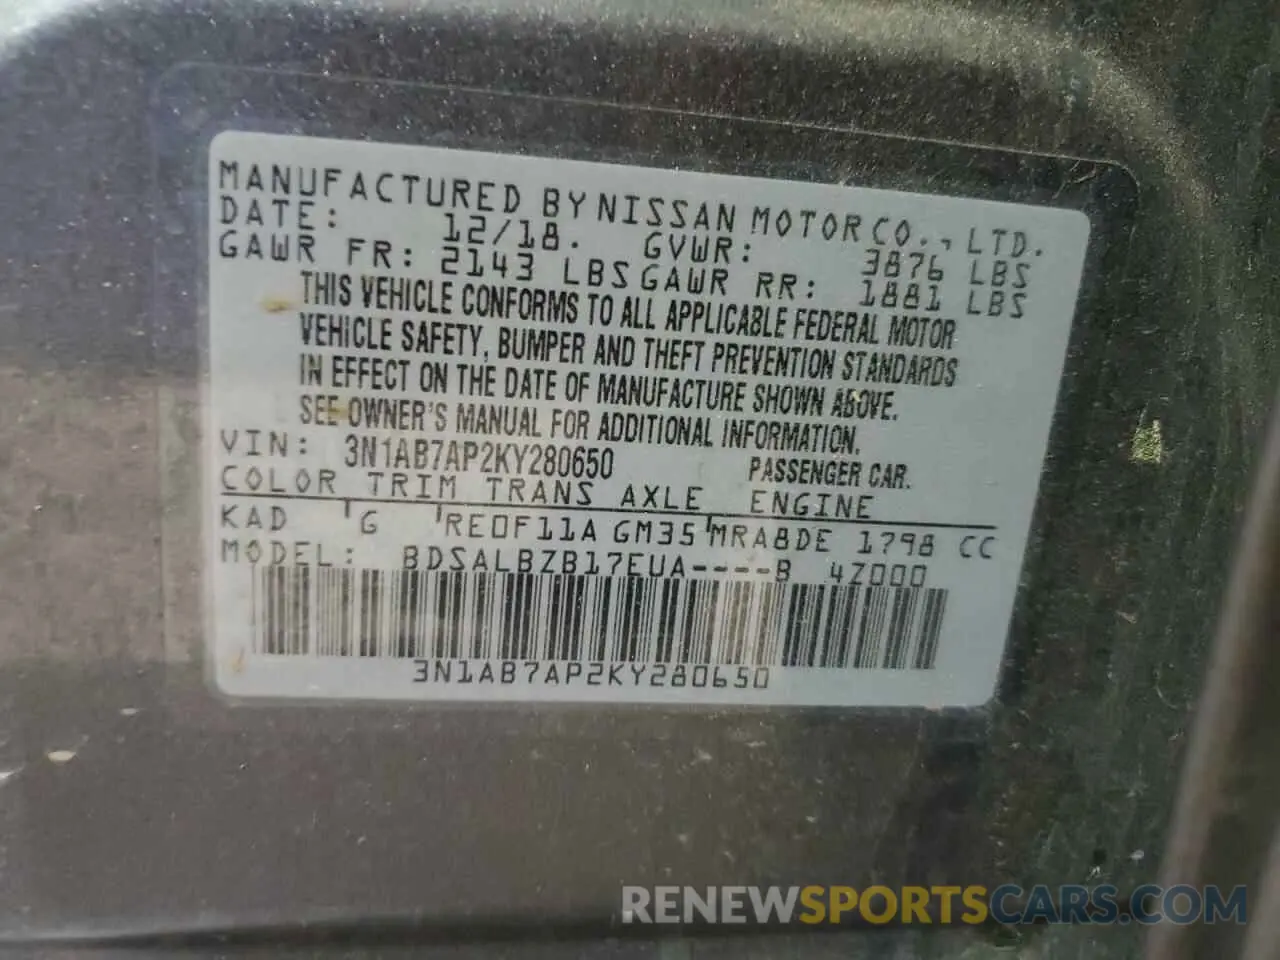 MANUFACTURED BY NISSAN MOTOR CO., LTD.
DATE: 12/18. GVWR: 3876 LBS
GAWR FR: 2143 LBS GAWR RR: 1881 LBS
THIS VEHICLE CONFORMS TO ALL APPLICABLE FEDERAL MOTOR
VEHICLE SAFETY, BUMPER AND THEFT PREVENTION STANDARDS
IN EFFECT ON THE DATE OF MANUFACTURE SHOWN ABOVE.
SEE OWNER'S MANUAL FOR ADDITIONAL INFORMATION.
VIN: 3N1AB7AP2KY280650 PASSENGER CAR.
COLOR TRIM TRANS AXLE ENGINE
KAD G RE0F11A GM35 MRA8DE 1798 CC
MODEL: BDSALBZB17EUA----B 4Z000
3N1AB7AP2KY280650
RENEWSPORTSCARS.COM